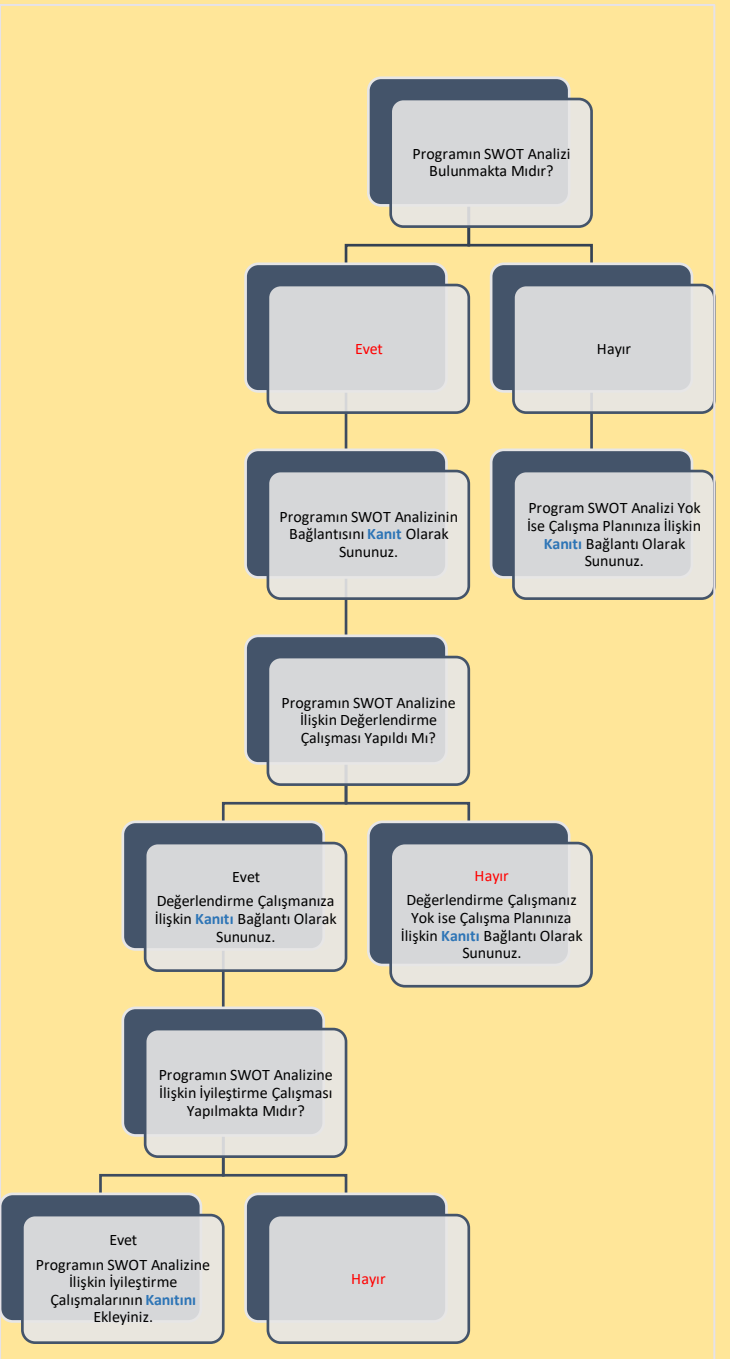 Programın SWOT Analizi
Bulunmakta Mıdır?
Evet
Hayır
Programın SWOT Analizinin
Bağlantısını Kanıt Olarak
Sununuz.
Program SWOT Analizi Yok
İse Çalışma Planınıza İlişkin
Kanıtı Bağlantı Olarak
Sununuz.
Programın SWOT Analizine
İlişkin Değerlendirme
Çalışması Yapıldı Mı?
Evet
Değerlendirme Çalışmanıza
İlişkin Kanıtı Bağlantı Olarak
Sununuz.
Hayır
Değerlendirme Çalışmanız
Yok ise Çalışma Planınıza
İlişkin Kanıtı Bağlantı Olarak
Sununuz.
Programın SWOT Analizine
İlişkin İyileştirme Çalışması
Yapılmakta Mıdır?
Evet
Programın SWOT Analizine
İlişkin İyileştirme
Çalışmalarının Kanıtını
Ekleyiniz.
Hayır